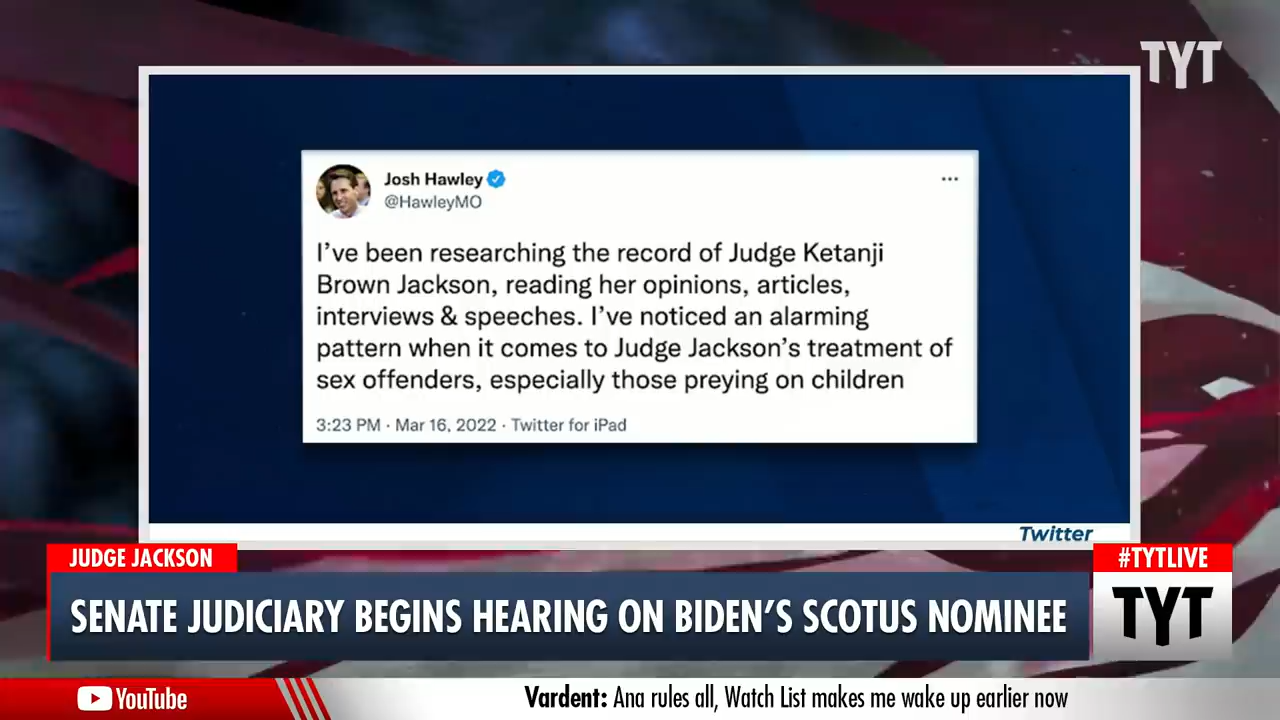 TYT
Josh Hawley
@HawleyMO
I've been researching the record of Judge Ketanji
Brown Jackson, reading her opinions, articles,
interviews & speeches. I've noticed an alarming
pattern when it comes to Judge Jackson's treatment of
sex offenders, especially those preying on children
3:23 PM · Mar 16, 2022 · Twitter for iPad
Twitter
JUDGE JACKSON
#TYTLIVE
SENATE JUDICIARY BEGINS HEARING ON BIDEN'S SCOTUS NOMINEE
TYT
YouTube
Vardent: Ana rules all, Watch List makes me wake up earlier now